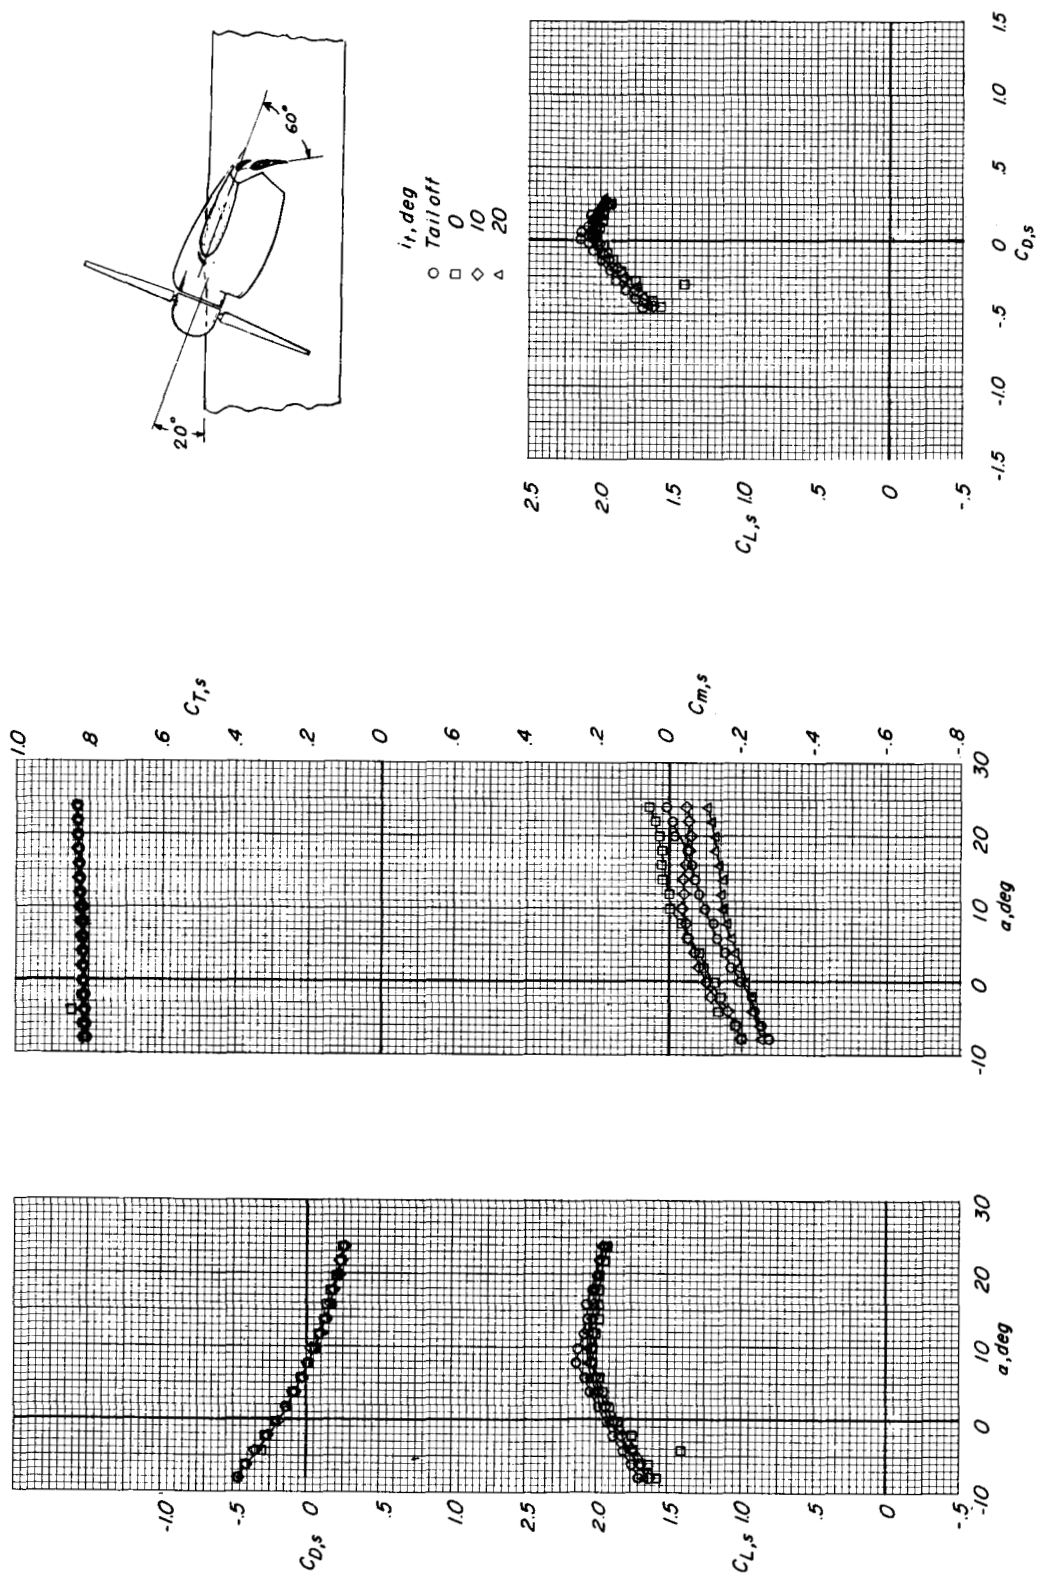 20°
60°
i_t, deg
○ Tail off
□ 0
◇ 10
△ 20
2.5
2.0
1.5
C_L,s 1.0
.5
0
-.5
-1.5 -1.0 -.5 0 .5 1.0 1.5
C_D,s
1.0
.8
.6
.4
.2
0
C_T,s
.6
.4
.2
0
-.2
-.4
-.6
-.8
C_m,s
-10 0 10 20 30
a, deg
-1.0
-.5
0
.5
1.0
C_D,s
2.0
1.5
1.0
.5
0
-.5
C_L,s
-10 0 10 20 30
a, deg